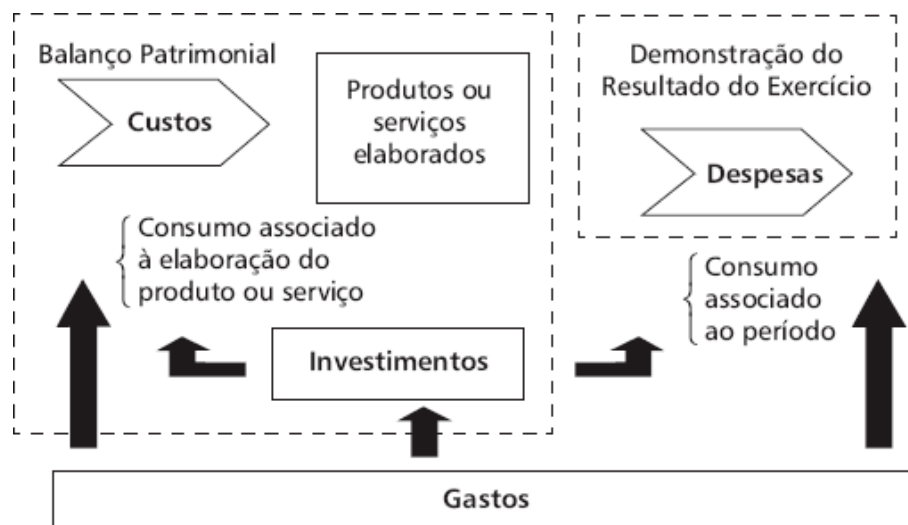 Balanço Patrimonial
Custos
Produtos ou
serviços
elaborados
Consumo associado
à elaboração do
produto ou serviço
Investimentos
Demonstração do
Resultado do Exercício
Despesas
Consumo
associado
ao período
Gastos